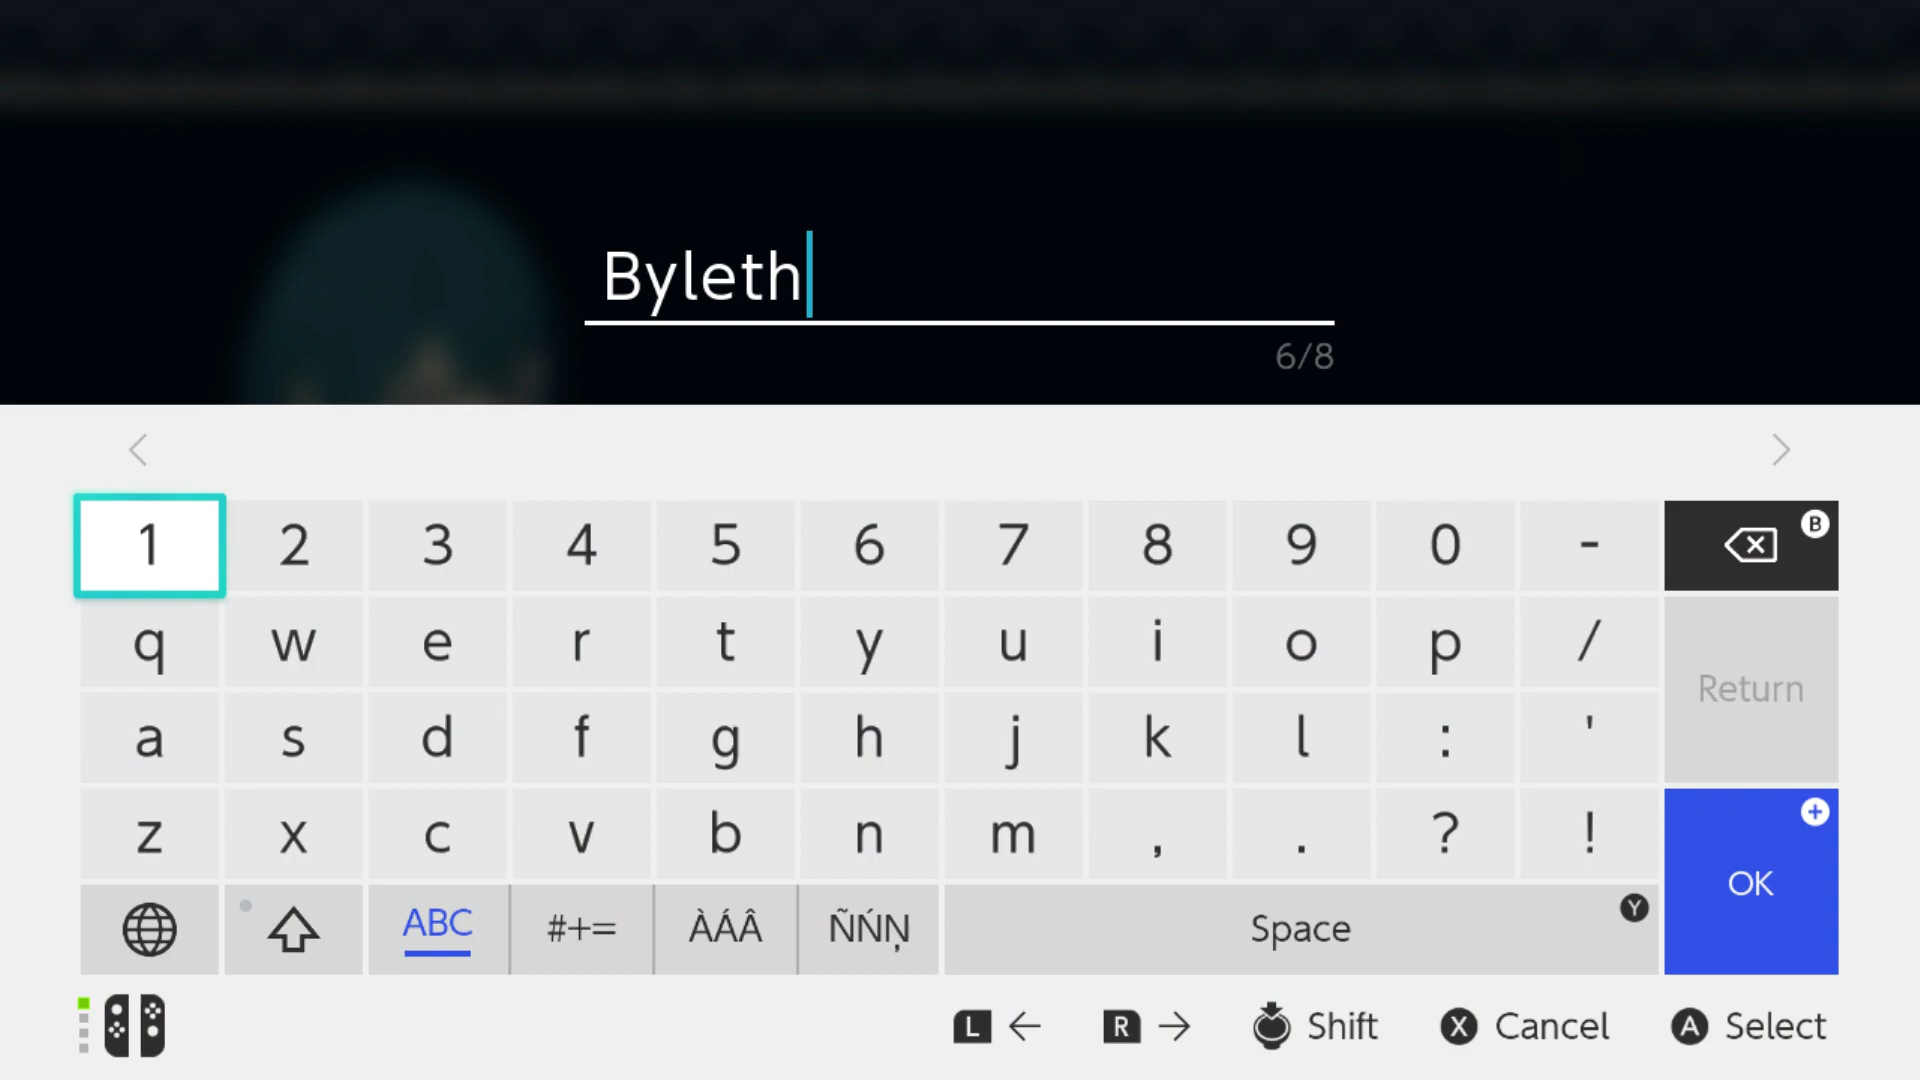 Byleth
6/8
1 2 3 4 5 6 7 8 9 0 - B
q w e r t y u i o p /
Return
a s d f g h j k l : '
z x c v b n m , . ? !
OK
ABC #+= ÀÁÂ ÑŃŅ Space Y
L ← R → Shift X Cancel A Select